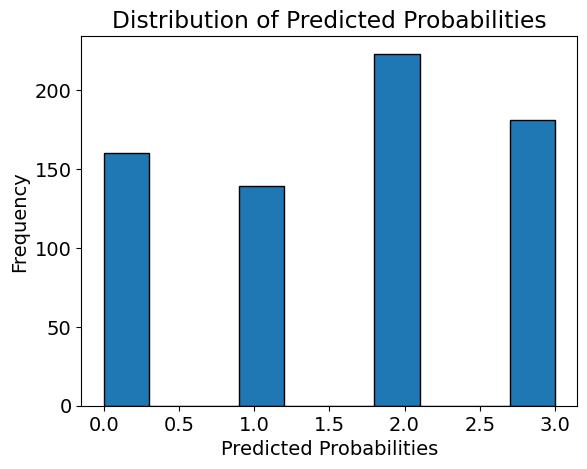 Distribution of Predicted Probabilities
Frequency
200
150
100
50
0
0.0 0.5 1.0 1.5 2.0 2.5 3.0
Predicted Probabilities